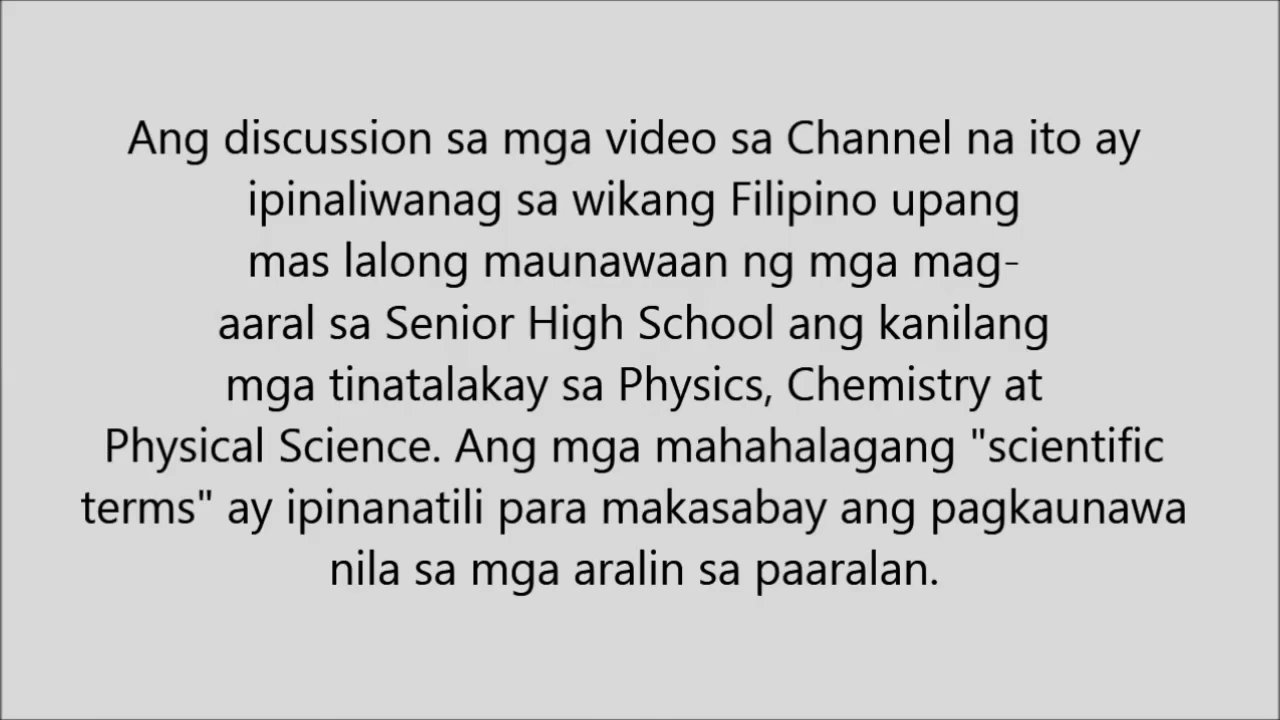 Ang discussion sa mga video sa Channel na ito ay
ipinaliwanag sa wikang Filipino upang
mas lalong maunawaan ng mga mag-
aaral sa Senior High School ang kanilang
mga tinatalakay sa Physics, Chemistry at
Physical Science. Ang mga mahahalagang "scientific
terms" ay ipinanatili para makasabay ang pagkaunawa
nila sa mga aralin sa paaralan.